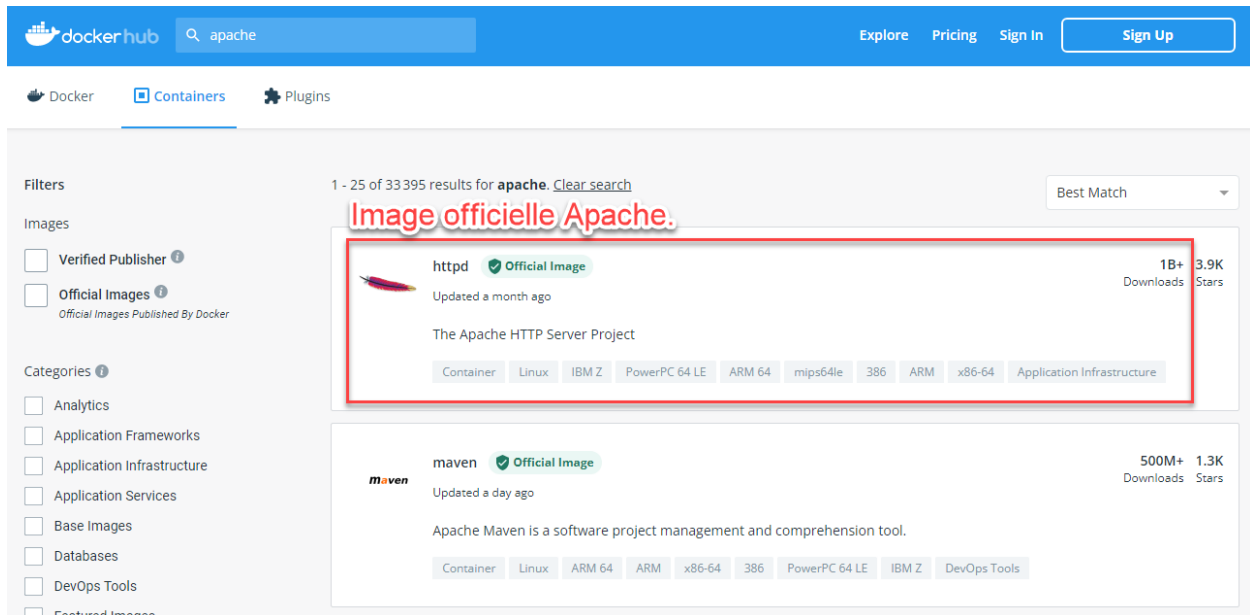 dockerhub apache Explore Pricing Sign In Sign Up
Docker Containers Plugins
Filters
Images
Verified Publisher
Official Images
Official Images Published By Docker
Categories
Analytics
Application Frameworks
Application Infrastructure
Application Services
Base Images
Databases
DevOps Tools
Featured Images
1 - 25 of 33 395 results for apache. Clear search
Best Match
Image officielle Apache.
httpd Official Image
Updated a month ago
The Apache HTTP Server Project
Container Linux IBM Z PowerPC 64 LE ARM 64 mips64le 386 ARM x86-64 Application Infrastructure
1B+ 3.9K
Downloads Stars
maven
maven Official Image
Updated a day ago
Apache Maven is a software project management and comprehension tool.
Container Linux ARM 64 ARM x86-64 386 PowerPC 64 LE IBM Z DevOps Tools
500M+ 1.3K
Downloads Stars